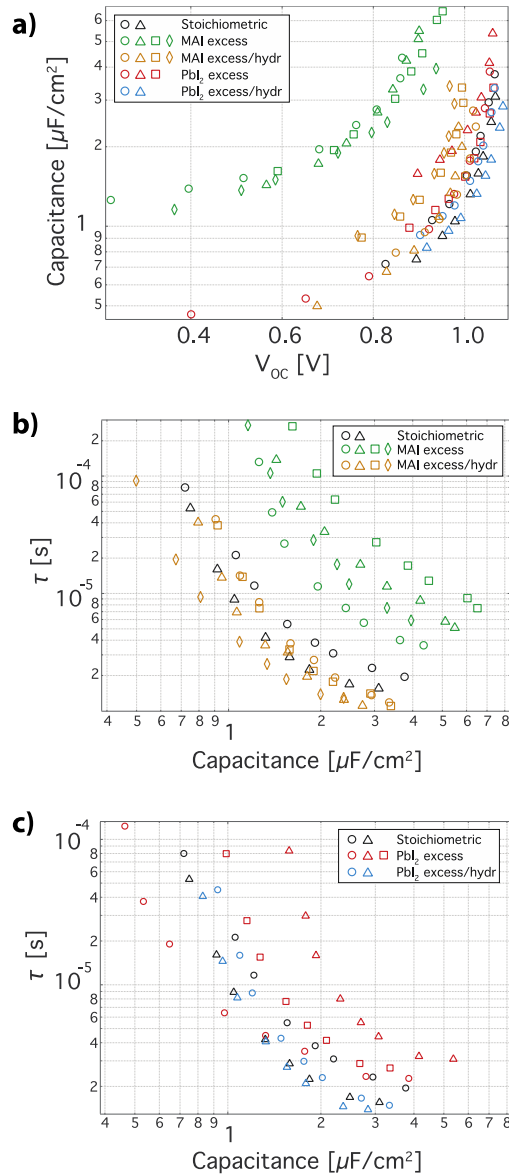 a)
Capacitance [µF/cm²]
6
5
4
3
2
1
9
8
7
6
5
Stoichiometric
MAI excess
MAI excess/hydr
PbI₂ excess
PbI₂ excess/hydr
0.4 0.6 0.8 1.0
V_OC [V]
b)
τ [s]
2
10⁻⁴
8
6
4
2
10⁻⁵
8
6
4
2
Stoichiometric
MAI excess
MAI excess/hydr
4 5 6 7 8 9 1 2 3 4 5 6 7 8
Capacitance [µF/cm²]
c)
τ [s]
10⁻⁴
8
6
4
2
10⁻⁵
8
6
4
2
Stoichiometric
PbI₂ excess
PbI₂ excess/hydr
4 5 6 7 8 9 1 2 3 4 5 6 7 8
Capacitance [µF/cm²]